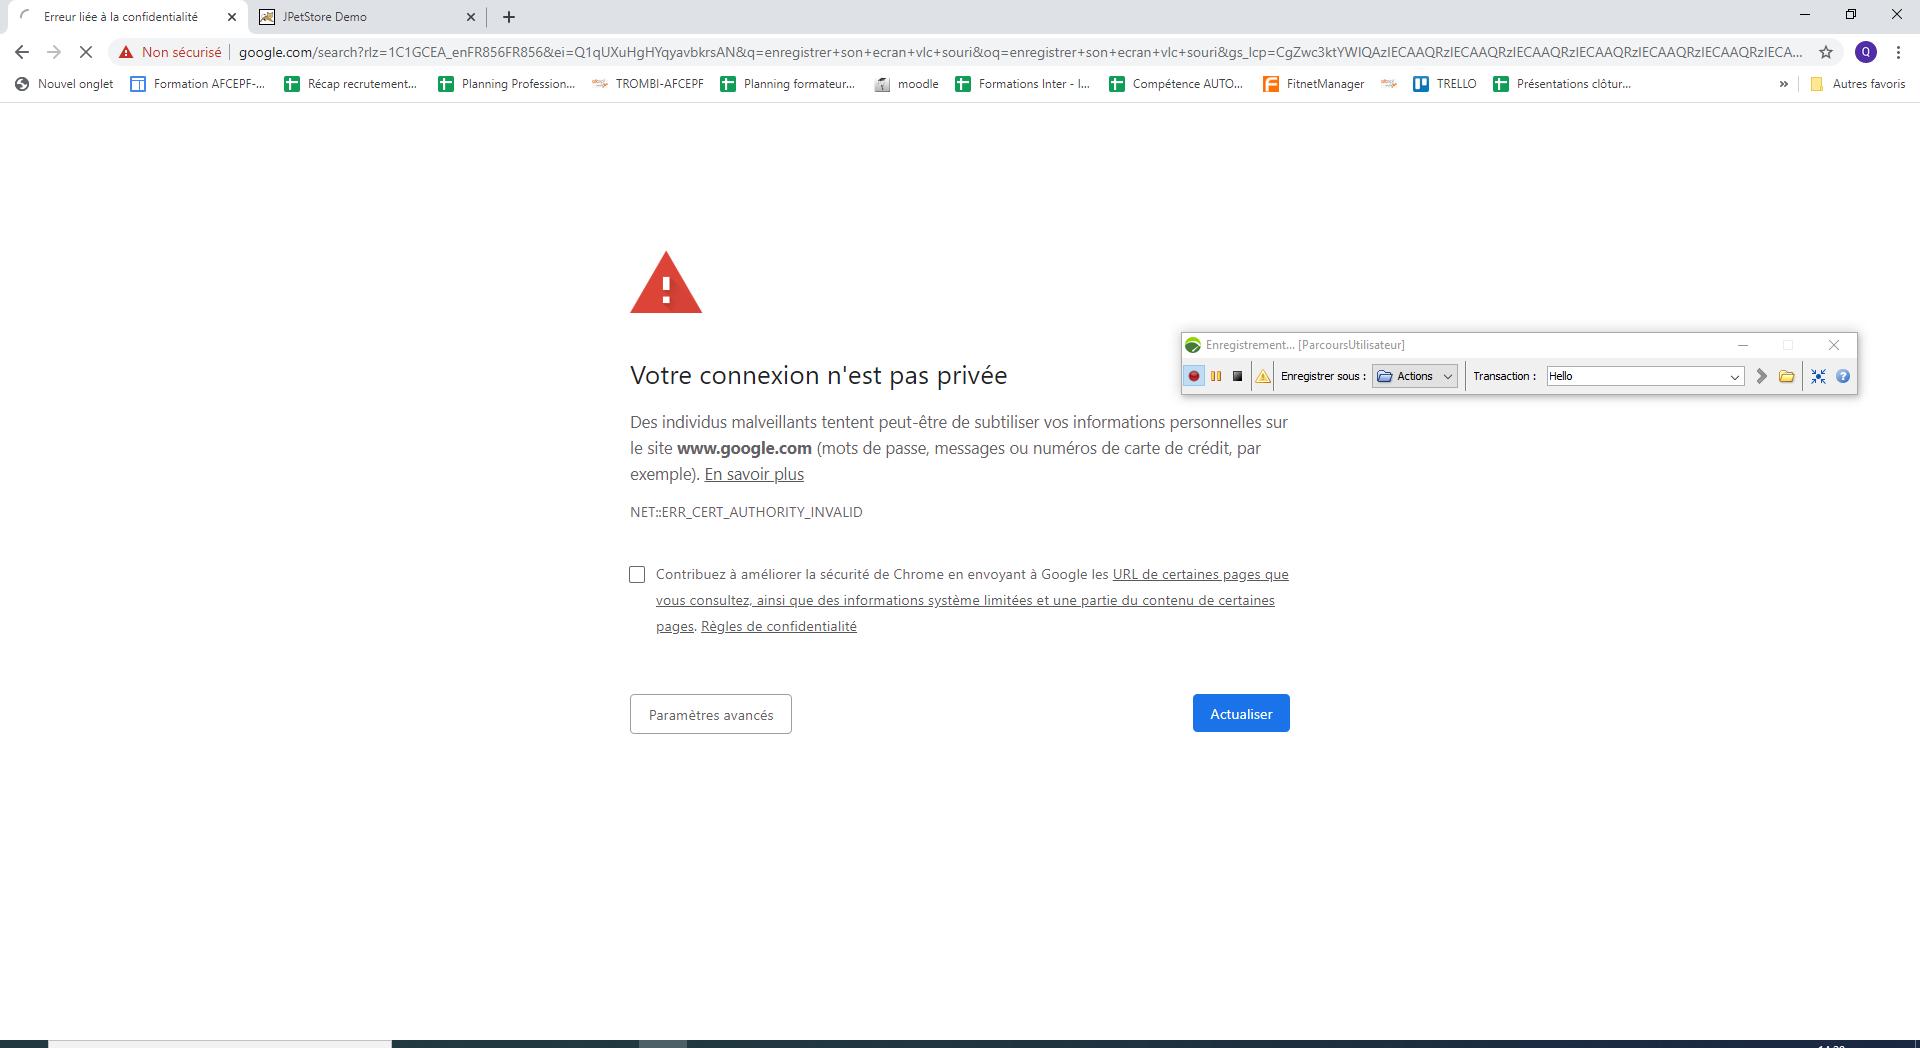 Erreur liée à la confidentialité
JPetStore Demo
Non sécurisé
google.com/search?rlz=1C1GCEA_enFR856FR856&ei=Q1qUXuHgHYqyavbkrsAN&q=enregistrer+son+ecran+vlc+souri&oq=enregistrer+son+ecran+vlc+souri&gs_lcp=CgZwc3ktYWIQAzIECAAQRzIECAAQRzIECAAQRzIECAAQRzIECAAQRzIECAAQRzIECA...
Q
Nouvel onglet
Formation AFCEPF-...
Récap recrutement...
Planning Profession...
TROMBI-AFCEPF
Planning formateur...
moodle
Formations Inter - I...
Compétence AUTO...
FitnetManager
TRELLO
Présentations clôtur...
»
Autres favoris
Enregistrement... [ParcoursUtilisateur]
Enregistrer sous :
Actions
Transaction :
Hello
Votre connexion n'est pas privée
Des individus malveillants tentent peut-être de subtiliser vos informations personnelles sur
le site www.google.com (mots de passe, messages ou numéros de carte de crédit, par
exemple). En savoir plus
NET::ERR_CERT_AUTHORITY_INVALID
Contribuez à améliorer la sécurité de Chrome en envoyant à Google les URL de certaines pages que
vous consultez, ainsi que des informations système limitées et une partie du contenu de certaines
pages. Règles de confidentialité
Paramètres avancés
Actualiser